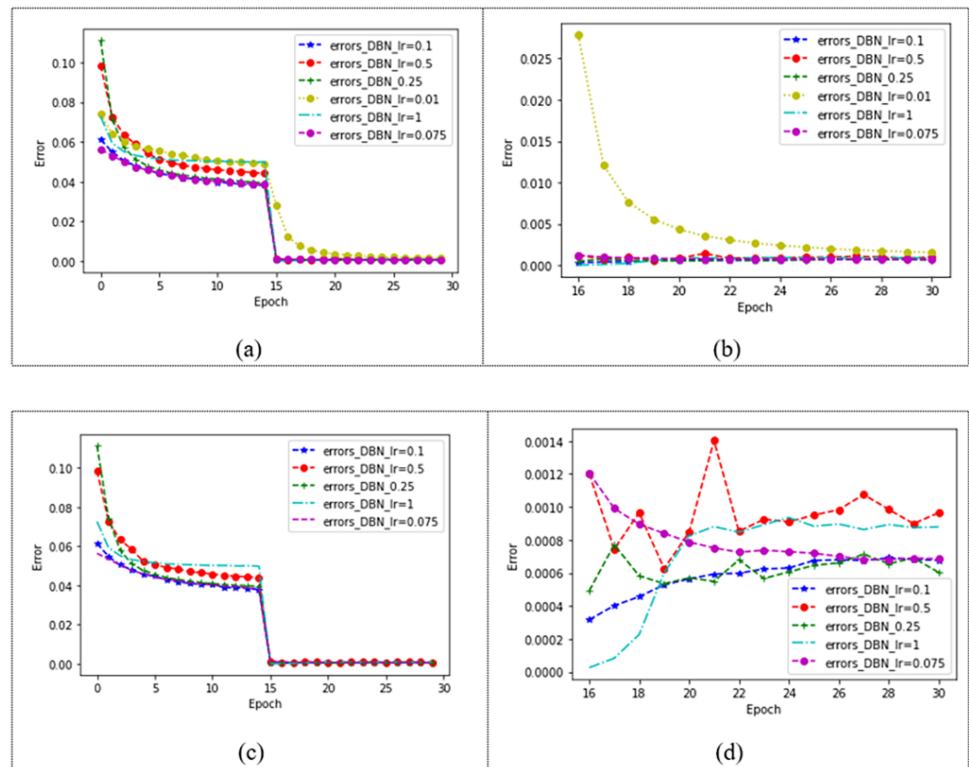 errors_DBN_lr=0.1
errors_DBN_lr=0.5
errors_DBN_0.25
errors_DBN_lr=0.01
errors_DBN_lr=1
errors_DBN_lr=0.075
0.10
0.08
0.06
0.04
0.02
0.00
Error
0 5 10 15 20 25 30
Epoch
(a)
errors_DBN_lr=0.1
errors_DBN_lr=0.5
errors_DBN_0.25
errors_DBN_lr=0.01
errors_DBN_lr=1
errors_DBN_lr=0.075
0.025
0.020
0.015
0.010
0.005
0.000
Error
16 18 20 22 24 26 28 30
Epoch
(b)
errors_DBN_lr=0.1
errors_DBN_lr=0.5
errors_DBN_0.25
errors_DBN_lr=1
errors_DBN_lr=0.075
0.10
0.08
0.06
0.04
0.02
0.00
Error
0 5 10 15 20 25 30
Epoch
(c)
0.0014
0.0012
0.0010
0.0008
0.0006
0.0004
0.0002
0.0000
Error
errors_DBN_lr=0.1
errors_DBN_lr=0.5
errors_DBN_0.25
errors_DBN_lr=1
errors_DBN_lr=0.075
16 18 20 22 24 26 28 30
Epoch
(d)